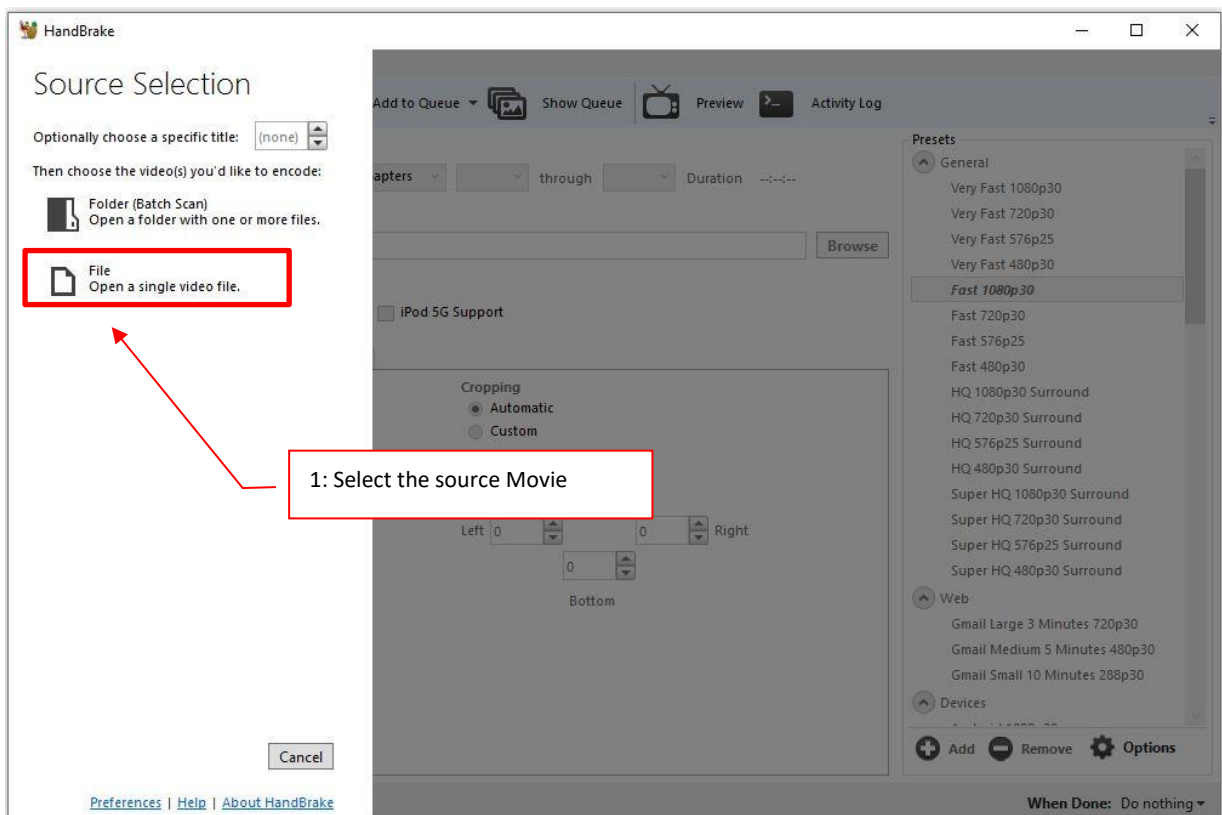 HandBrake
Source Selection
Optionally choose a specific title: (none)
Then choose the video(s) you'd like to encode:
Folder (Batch Scan)
Open a folder with one or more files.
File
Open a single video file.
Cancel
Preferences | Help | About HandBrake
Add to Queue Show Queue Preview Activity Log
apters through Duration --:--:--
Browse
iPod 5G Support
Cropping
Automatic
Custom
1: Select the source Movie
Left 0 0 Right
0
Bottom
Presets
General
Very Fast 1080p30
Very Fast 720p30
Very Fast 576p25
Very Fast 480p30
Fast 1080p30
Fast 720p30
Fast 576p25
Fast 480p30
HQ 1080p30 Surround
HQ 720p30 Surround
HQ 576p25 Surround
HQ 480p30 Surround
Super HQ 1080p30 Surround
Super HQ 720p30 Surround
Super HQ 576p25 Surround
Super HQ 480p30 Surround
Web
Gmail Large 3 Minutes 720p30
Gmail Medium 5 Minutes 480p30
Gmail Small 10 Minutes 288p30
Devices
Add Remove Options
When Done: Do nothing